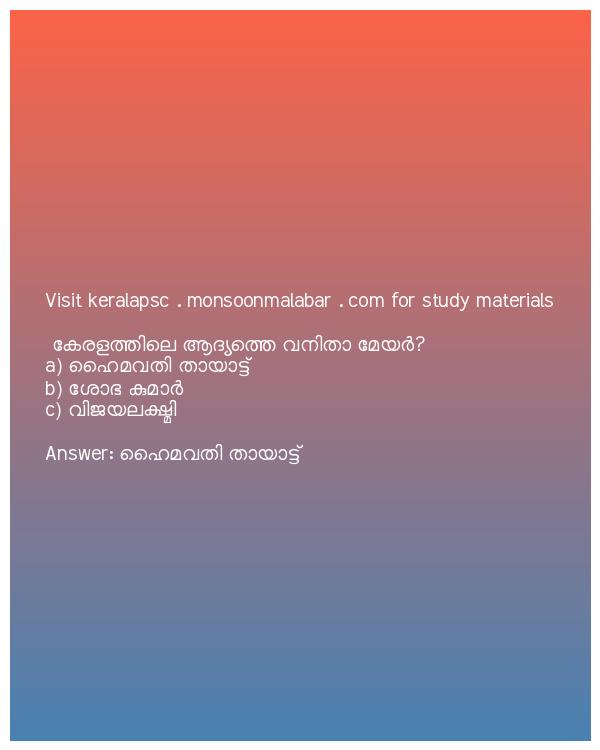 Visit keralapsc . monsoonmalabar . com for study materials
കേരളത്തിലെ ആദ്യത്തെ വനിതാ മേയർ?
a) ഹൈമവതി തായാട്ട്
b) ശോഭ കുമാർ
c) വിജയലക്ഷ്മി
Answer: ഹൈമവതി തായാട്ട്